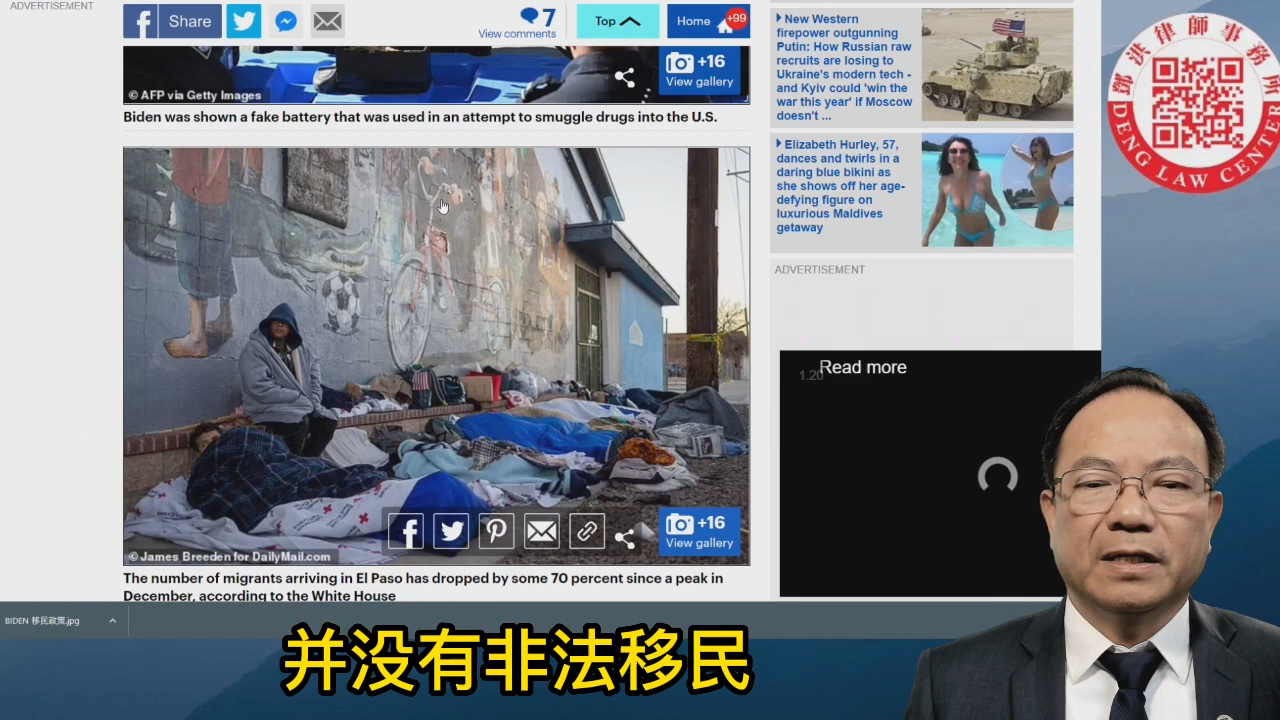 ADVERTISEMENT
Share
7
View comments
Top
Home
+99
+16
View gallery
© AFP via Getty Images
Biden was shown a fake battery that was used in an attempt to smuggle drugs into the U.S.
+16
View gallery
© James Breeden for DailyMail.com
The number of migrants arriving in El Paso has dropped by some 70 percent since a peak in
December, according to the White House
New Western
firepower outgunning
Putin: How Russian raw
recruits are losing to
Ukraine's modern tech -
and Kyiv could 'win the
war this year' if Moscow
doesn't ...
Elizabeth Hurley, 57,
dances and twirls in a
daring blue bikini as
she shows off her age-
defying figure on
luxurious Maldives
getaway
ADVERTISEMENT
1.20
Read more
鄧洪律師事務所
DENG LAW CENTER
BIDEN 移民政策.jpg
并没有非法移民